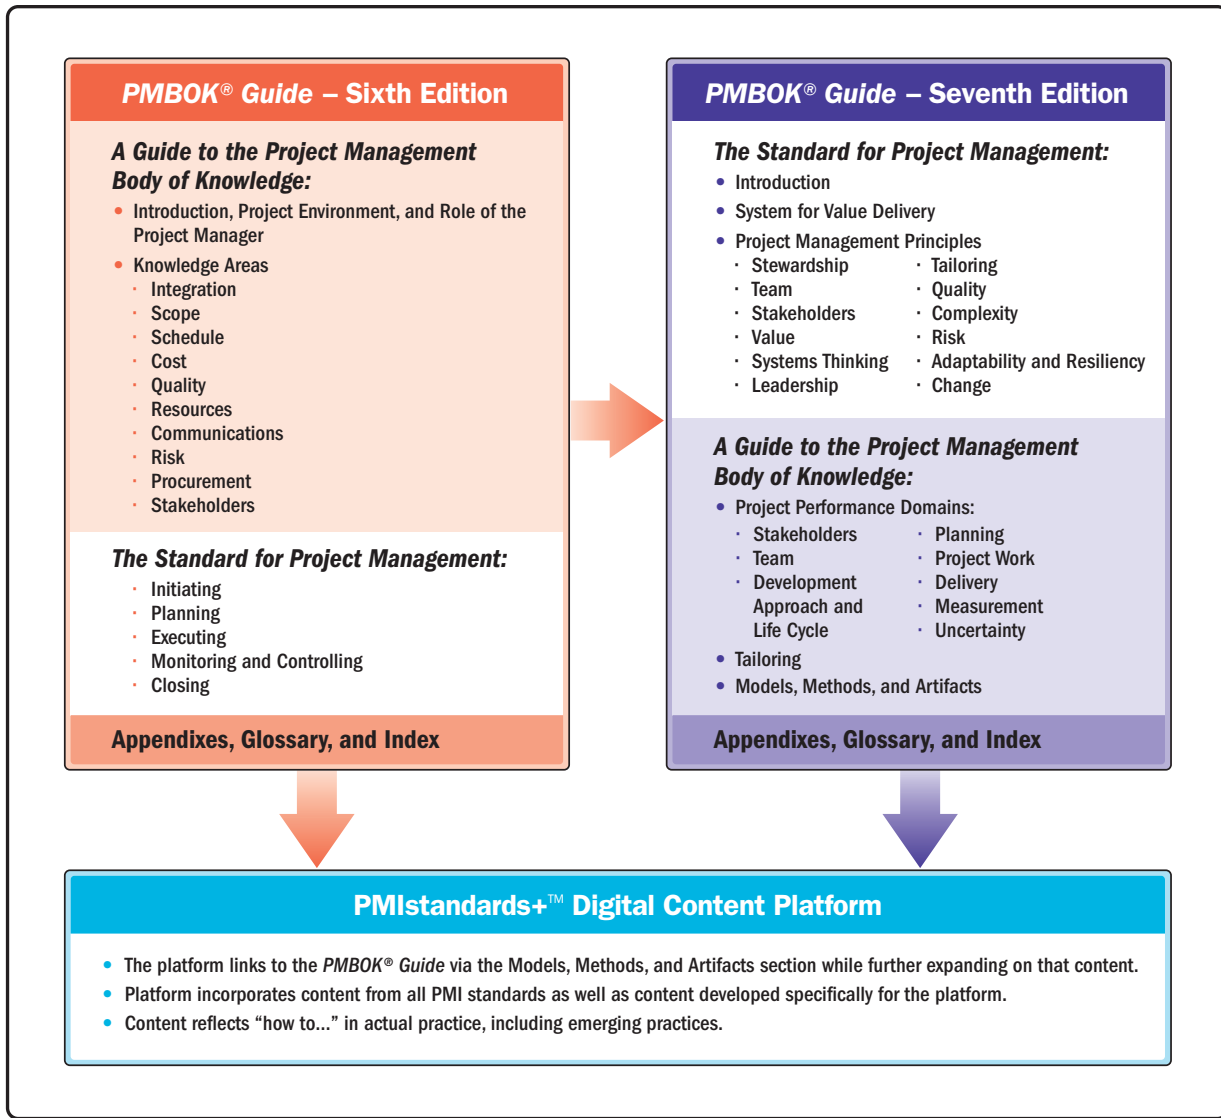 PMBOK® Guide – Sixth Edition
A Guide to the Project Management
Body of Knowledge:
• Introduction, Project Environment, and Role of the
Project Manager
• Knowledge Areas
· Integration
· Scope
· Schedule
· Cost
· Quality
· Resources
· Communications
· Risk
· Procurement
· Stakeholders
The Standard for Project Management:
· Initiating
· Planning
· Executing
· Monitoring and Controlling
· Closing
Appendixes, Glossary, and Index
PMBOK® Guide – Seventh Edition
The Standard for Project Management:
• Introduction
• System for Value Delivery
• Project Management Principles
· Stewardship
· Team
· Stakeholders
· Value
· Systems Thinking
· Leadership
· Tailoring
· Quality
· Complexity
· Risk
· Adaptability and Resiliency
· Change
A Guide to the Project Management
Body of Knowledge:
• Project Performance Domains:
· Stakeholders
· Team
· Development
Approach and
Life Cycle
· Planning
· Project Work
· Delivery
· Measurement
· Uncertainty
• Tailoring
• Models, Methods, and Artifacts
Appendixes, Glossary, and Index
PMIstandards+™ Digital Content Platform
• The platform links to the PMBOK® Guide via the Models, Methods, and Artifacts section while further expanding on that content.
• Platform incorporates content from all PMI standards as well as content developed specifically for the platform.
• Content reflects “how to...” in actual practice, including emerging practices.